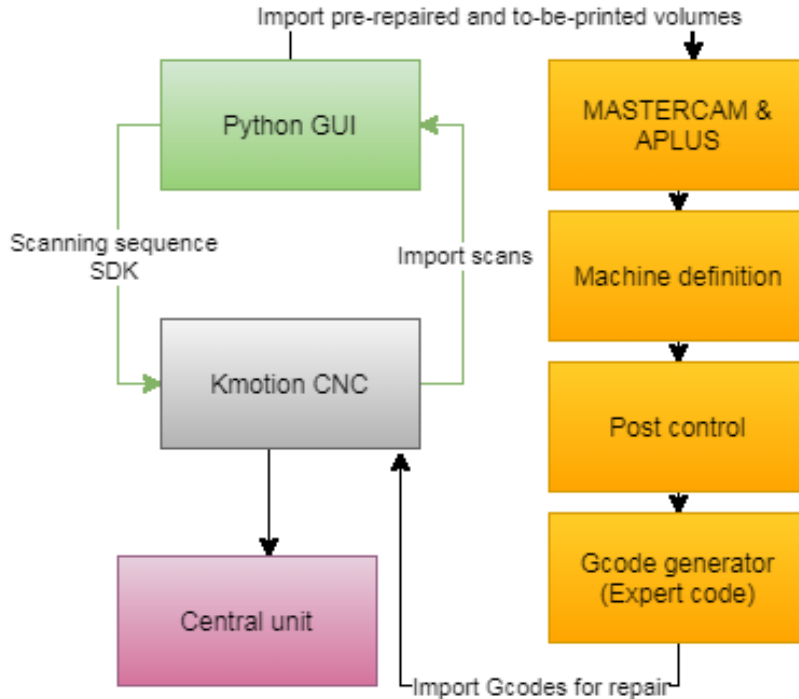 Import pre-repaired and to-be-printed volumes
Python GUI
MASTERCAM &
APLUS
Scanning sequence
SDK
Import scans
Machine definition
Kmotion CNC
Post control
Gcode generator
(Expert code)
Central unit
Import Gcodes for repair